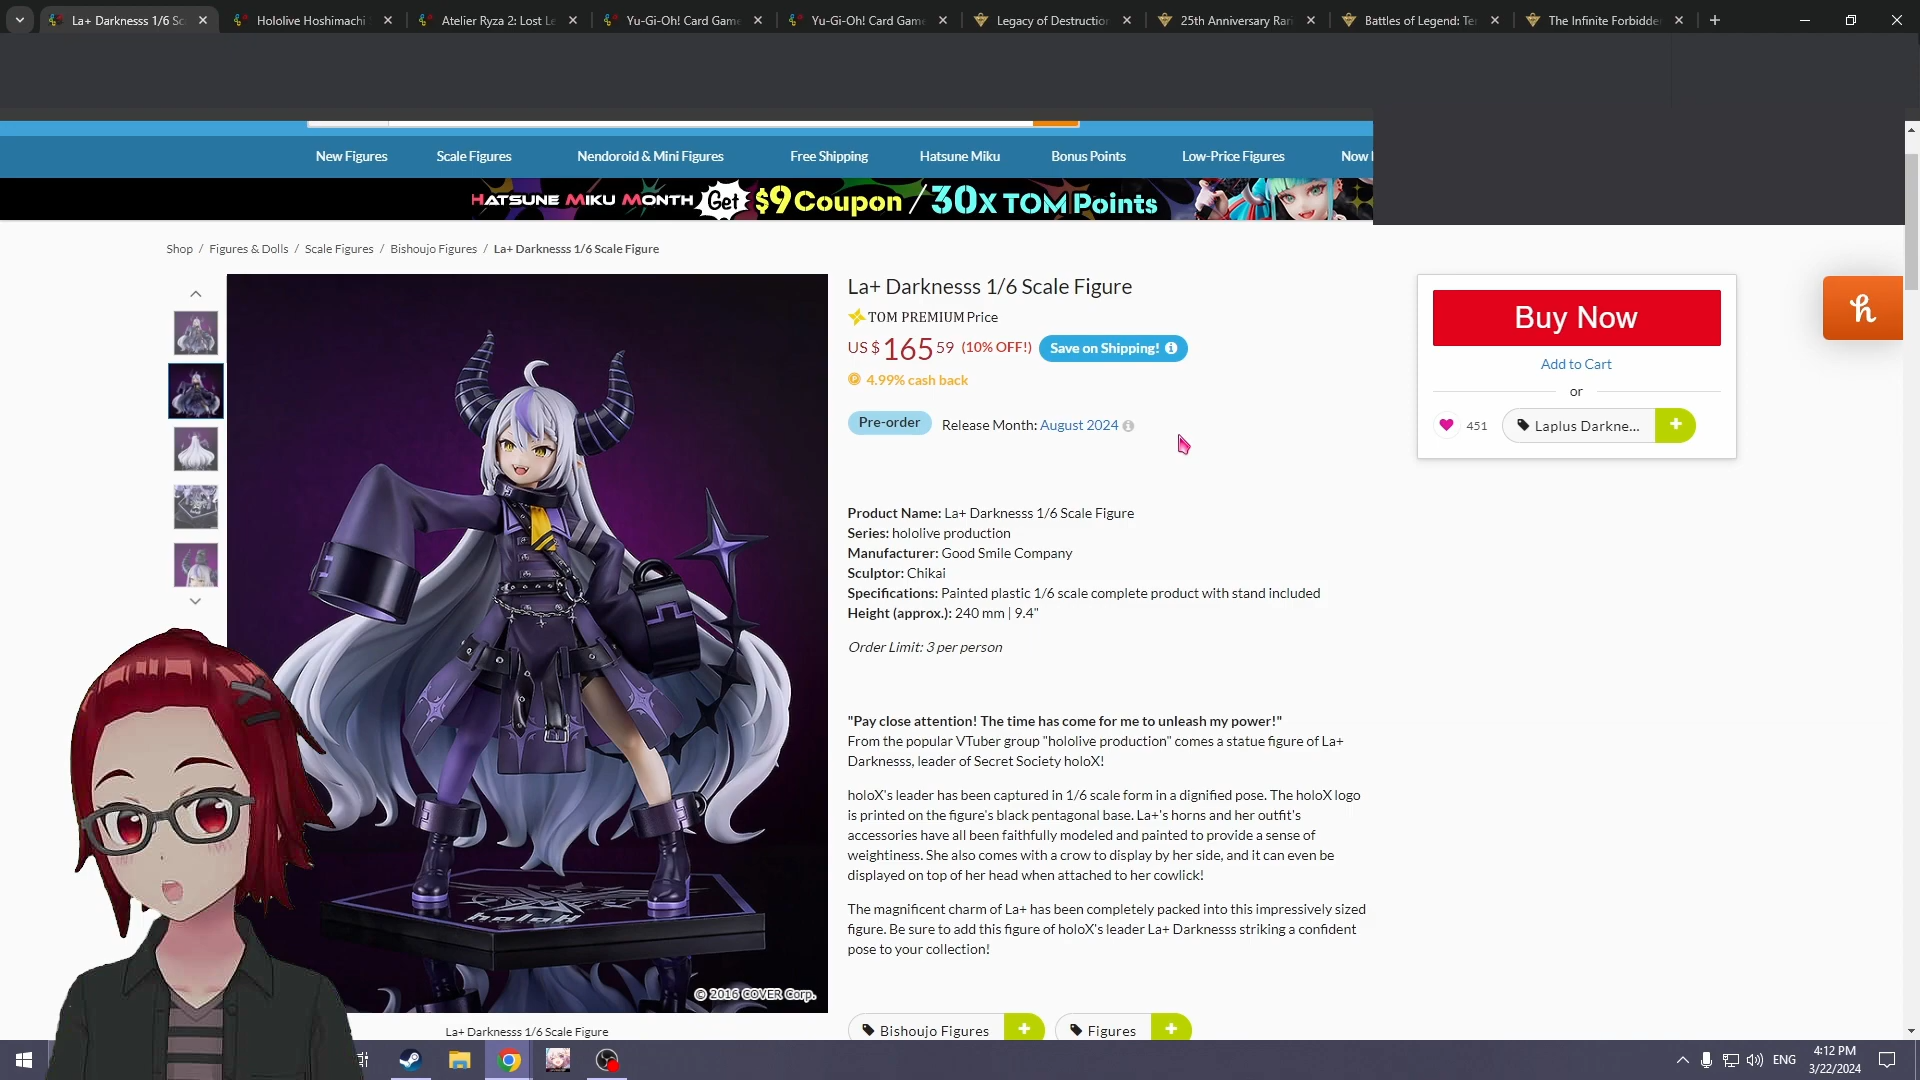 La+ Darknesss 1/6 Sc
Hololive Hoshimachi
Atelier Ryza 2: Lost Le
Yu-Gi-Oh! Card Game
Yu-Gi-Oh! Card Game
Legacy of Destruction
25th Anniversary Rari
Battles of Legend: Ter
The Infinite Forbidden
New Figures
Scale Figures
Nendoroid & Mini Figures
Free Shipping
Hatsune Miku
Bonus Points
Low-Price Figures
Now
HATSUNE MIKU MONTH Get $9 Coupon / 30X TOM Points
Shop / Figures & Dolls / Scale Figures / Bishoujo Figures / La+ Darknesss 1/6 Scale Figure
La+ Darknesss 1/6 Scale Figure
TOM PREMIUM Price
US $ 165 59 (10% OFF!) Save on Shipping!
4.99% cash back
Pre-order Release Month: August 2024
Buy Now
Add to Cart
or
451 Laplus Darkne...
Product Name: La+ Darknesss 1/6 Scale Figure
Series: hololive production
Manufacturer: Good Smile Company
Sculptor: Chikai
Specifications: Painted plastic 1/6 scale complete product with stand included
Height (approx.): 240 mm | 9.4"
Order Limit: 3 per person
"Pay close attention! The time has come for me to unleash my power!"
From the popular VTuber group "hololive production" comes a statue figure of La+
Darknesss, leader of Secret Society holoX!
holoX's leader has been captured in 1/6 scale form in a dignified pose. The holoX logo
is printed on the figure's black pentagonal base. La+'s horns and her outfit's
accessories have all been faithfully modeled and painted to provide a sense of
weightiness. She also comes with a crow to display by her side, and it can even be
displayed on top of her head when attached to her cowlick!
The magnificent charm of La+ has been completely packed into this impressively sized
figure. Be sure to add this figure of holoX's leader La+ Darknesss striking a confident
pose to your collection!
holoX
© 2016 COVER Corp.
La+ Darknesss 1/6 Scale Figure
Bishoujo Figures
Figures
ENG
4:12 PM
3/22/2024